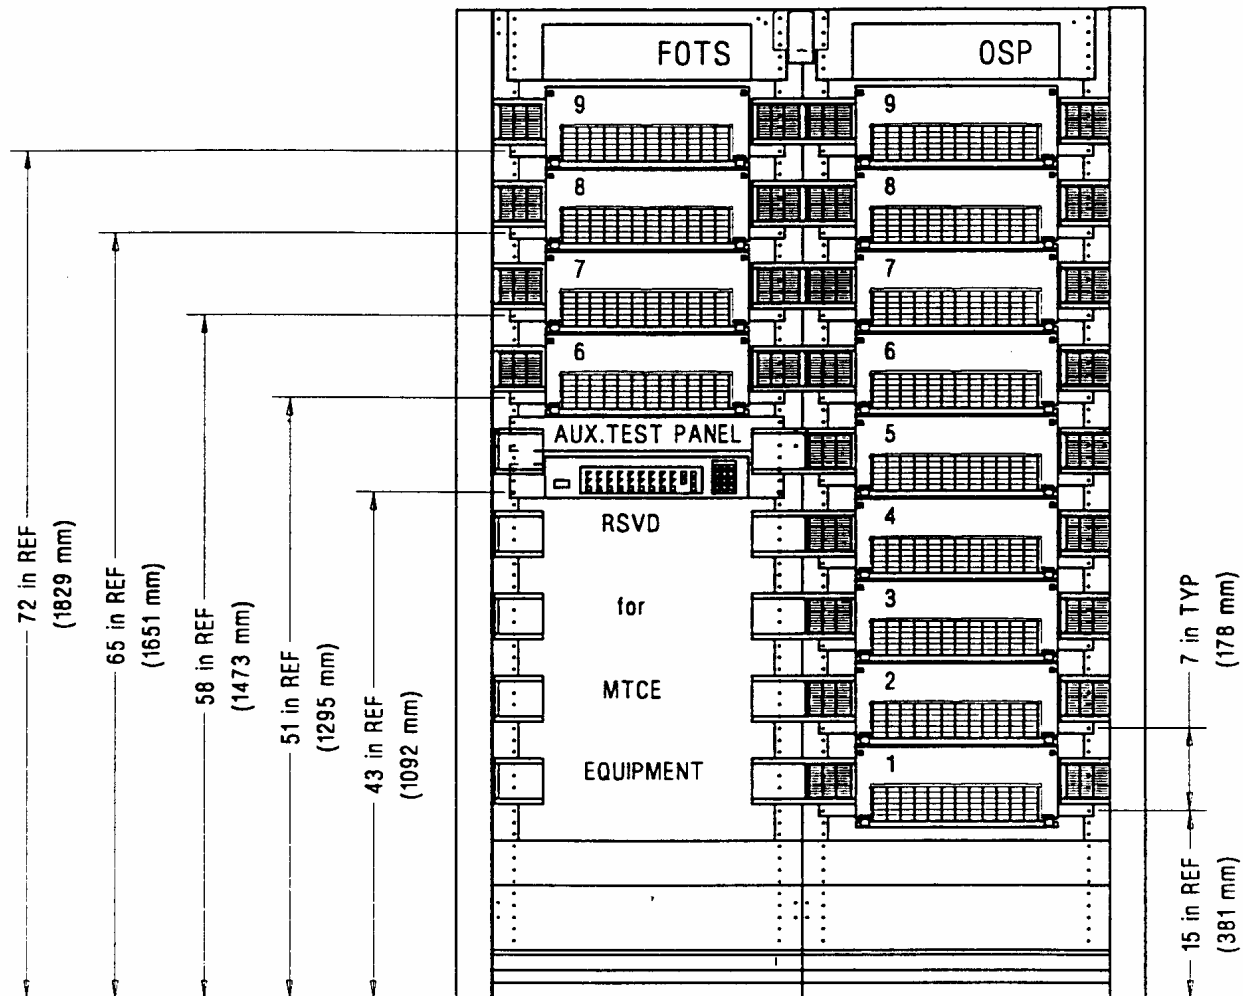 FOTS
OSP
9
8
7
6
AUX.TEST PANEL
RSVD
for
MTCE
EQUIPMENT
9
8
7
6
5
4
3
2
1
72 in REF
(1829 mm)
65 in REF
(1651 mm)
58 in REF
(1473 mm)
51 in REF
(1295 mm)
43 in REF
(1092 mm)
7 in TYP
(178 mm)
15 in REF
(381 mm)